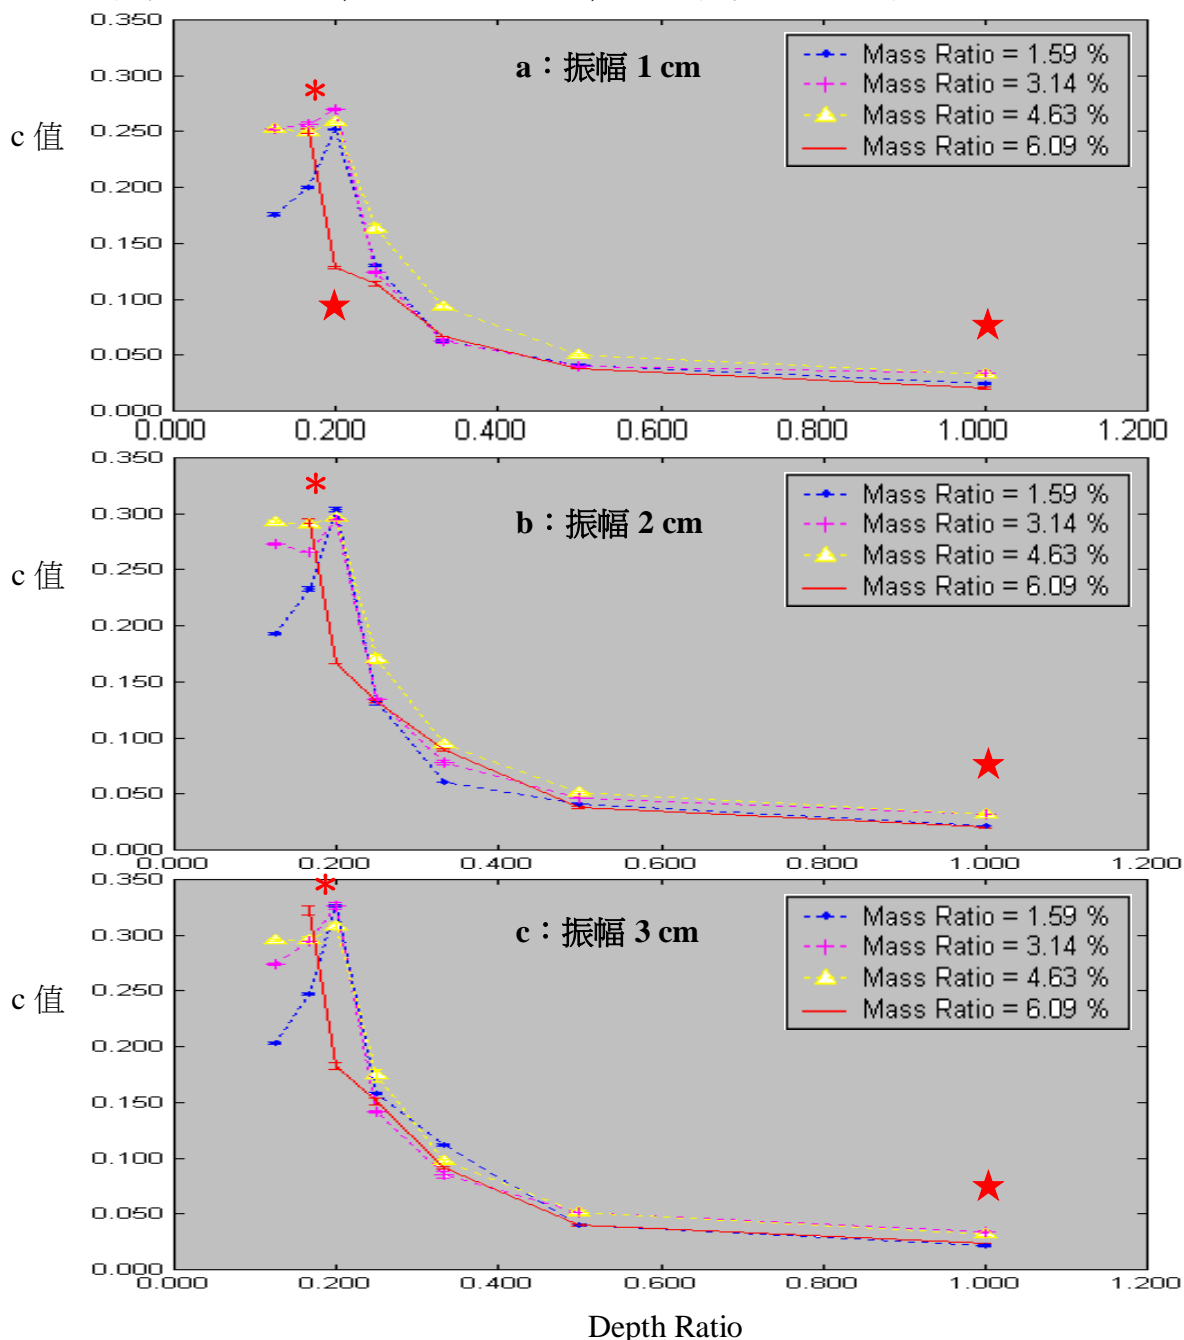 0.350
0.300
0.250
0.200
0.150
0.100
0.050
0.000
c 值
a：振幅 1 cm
Mass Ratio = 1.59 %
Mass Ratio = 3.14 %
Mass Ratio = 4.63 %
Mass Ratio = 6.09 %
0.000 0.200 0.400 0.600 0.800 1.000 1.200
0.350
0.300
0.250
0.200
0.150
0.100
0.050
0.000
c 值
b：振幅 2 cm
Mass Ratio = 1.59 %
Mass Ratio = 3.14 %
Mass Ratio = 4.63 %
Mass Ratio = 6.09 %
0.000 0.200 0.400 0.600 0.800 1.000 1.200
0.350
0.300
0.250
0.200
0.150
0.100
0.050
0.000
c 值
c：振幅 3 cm
Mass Ratio = 1.59 %
Mass Ratio = 3.14 %
Mass Ratio = 4.63 %
Mass Ratio = 6.09 %
0.000 0.200 0.400 0.600 0.800 1.000 1.200
Depth Ratio